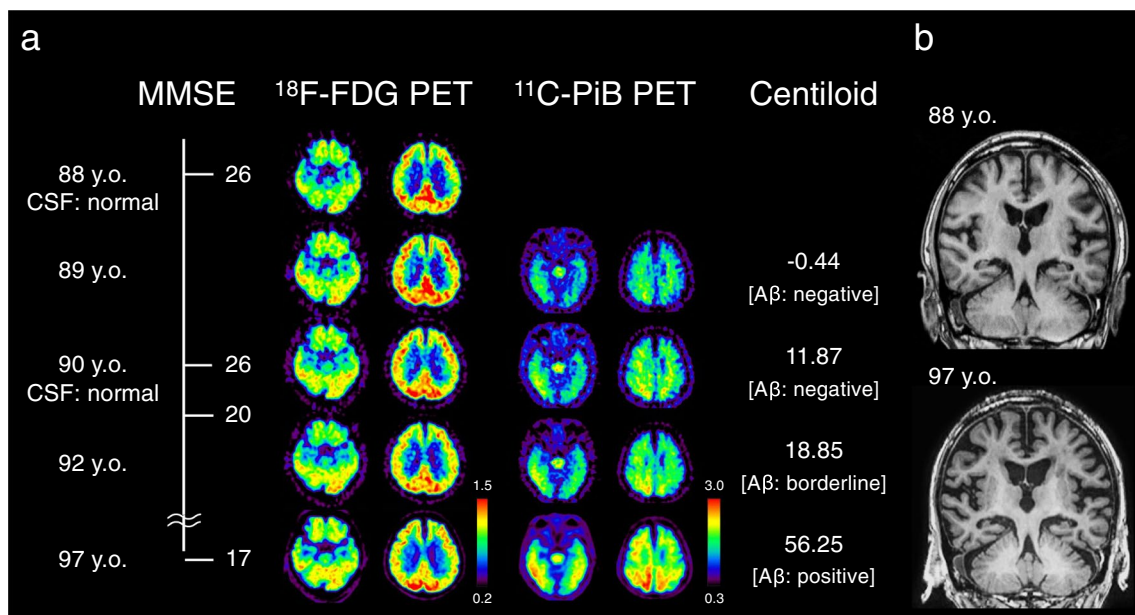 a
b
MMSE
¹⁸F-FDG PET
¹¹C-PiB PET
Centiloid
88 y.o.
CSF: normal
26
89 y.o.
-0.44
[Aβ: negative]
90 y.o.
CSF: normal
26
11.87
[Aβ: negative]
20
92 y.o.
18.85
[Aβ: borderline]
97 y.o.
17
56.25
[Aβ: positive]
1.5
0.2
3.0
0.3
88 y.o.
97 y.o.